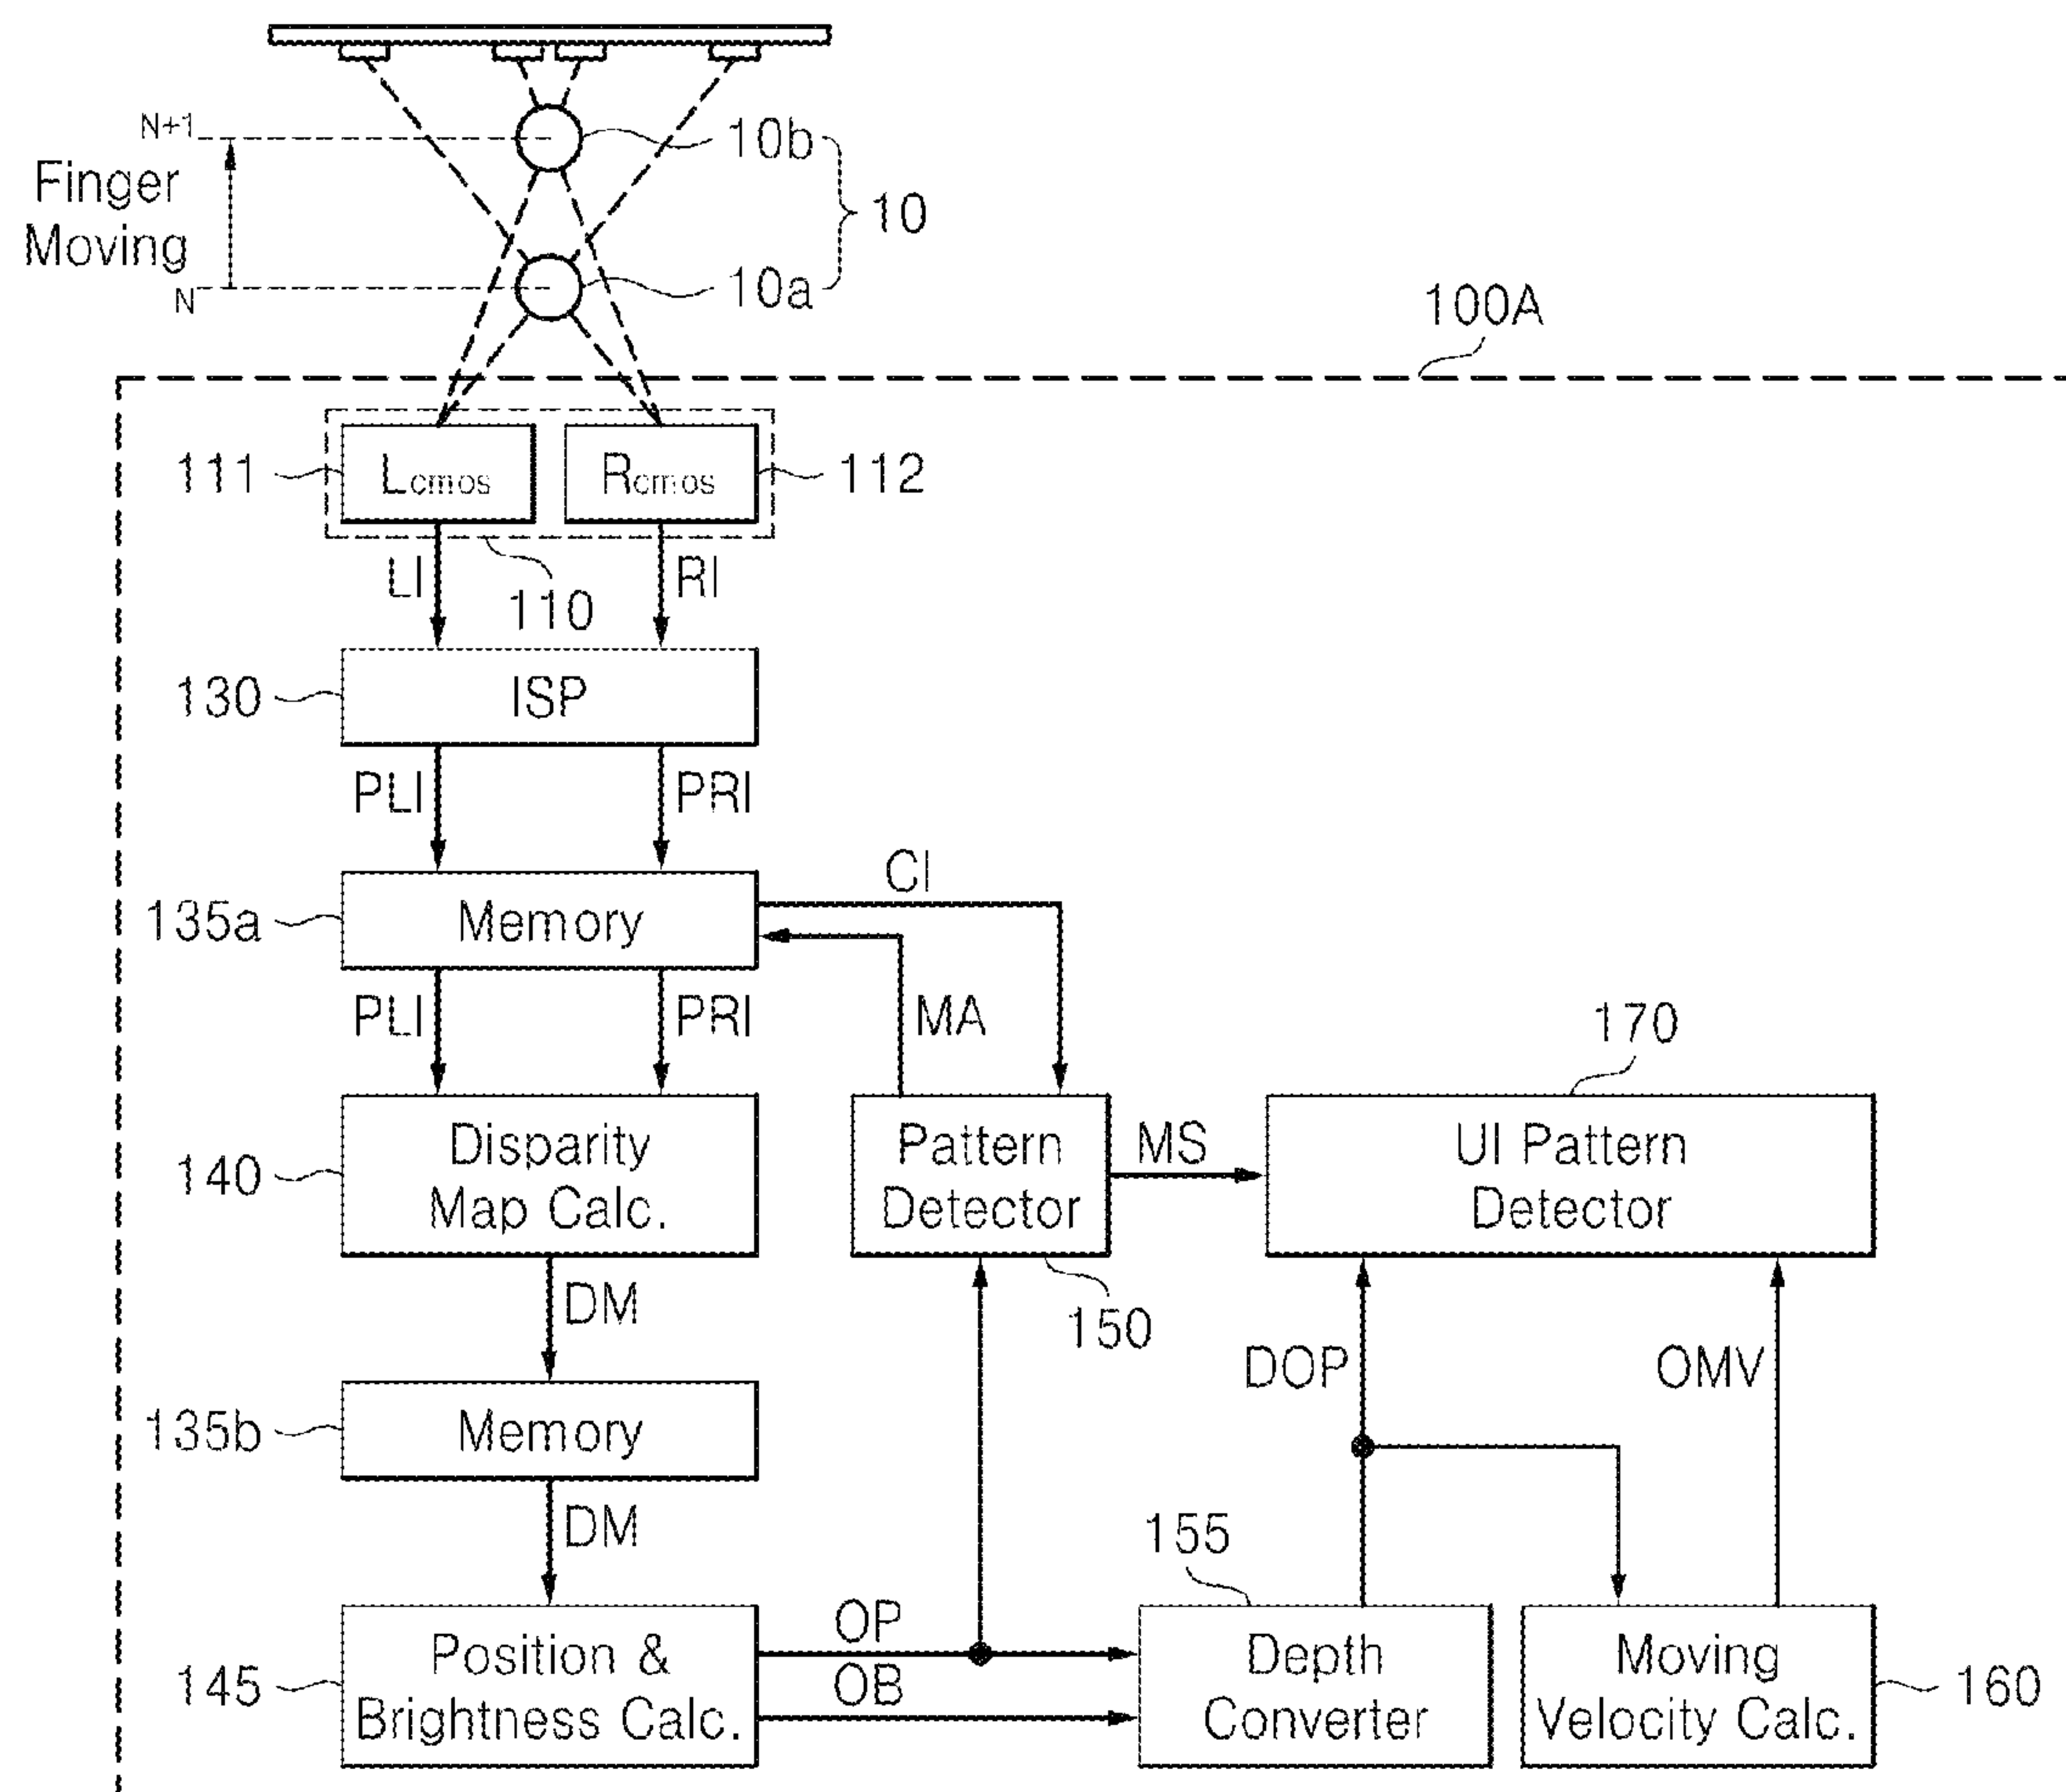 N+1
Finger
Moving
N
10b
10
10a
100A
111
Lcmos
Rcmos
112
LI
110
RI
130
ISP
PLI
PRI
135a
Memory
CI
MA
PLI
PRI
170
140
Disparity
Map Calc.
Pattern
Detector
MS
UI Pattern
Detector
150
DM
DOP
OMV
135b
Memory
DM
155
145
Position &
Brightness Calc.
OP
OB
Depth
Converter
Moving
Velocity Calc.
160